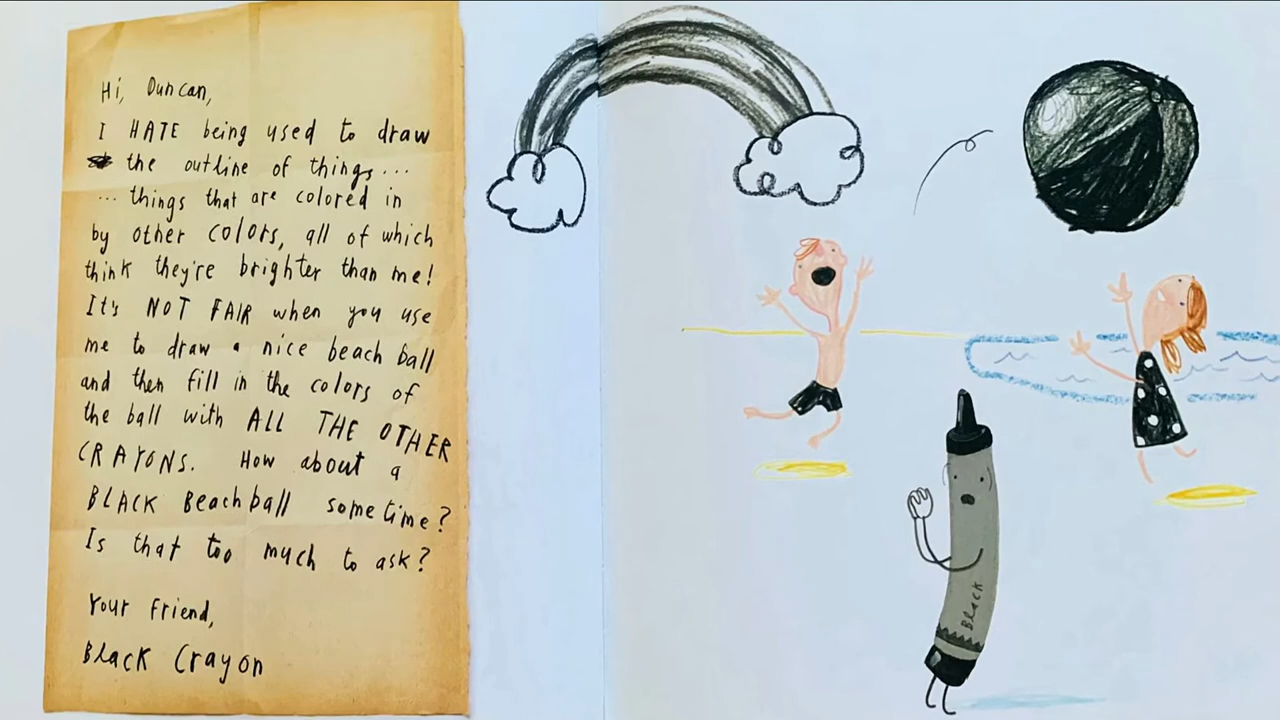 Hi, Duncan,
I HATE being used to draw
the outline of things...
...things that are colored in
by other colors, all of which
think they're brighter than me!
It's NOT FAIR when you use
me to draw a nice beach ball
and then fill in the colors of
the ball with ALL THE OTHER
CRAYONS. How about a
BLACK Beachball sometime?
Is that too much to ask?
Your friend,
Black Crayon
Black